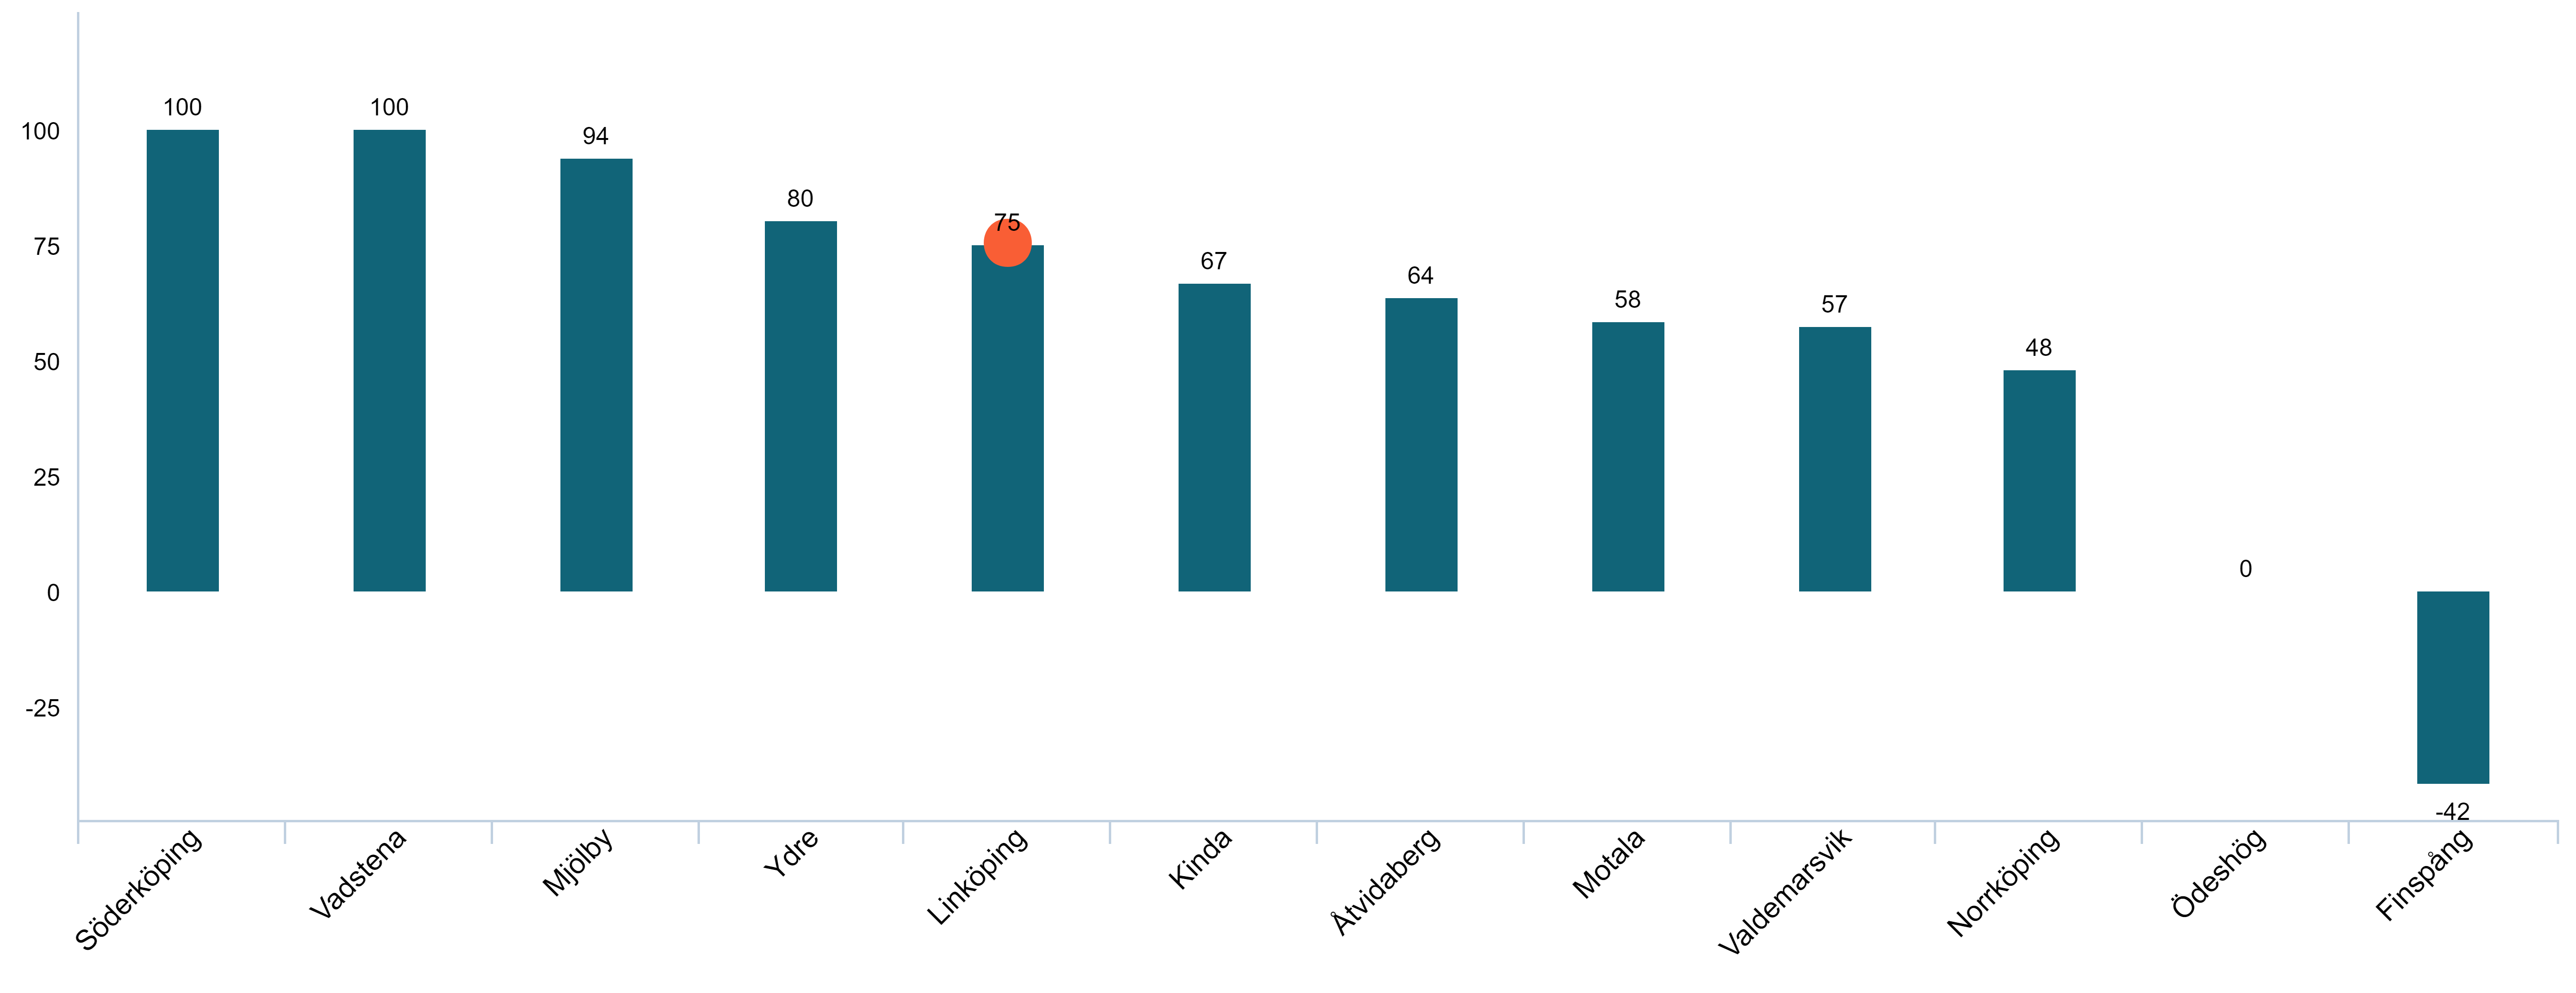 100
75
50
25
0
-25
100
100
94
80
75
67
64
58
57
48
0
-42
Söderköping
Vadstena
Mjölby
Ydre
Linköping
Kinda
Åtvidaberg
Motala
Valdemarsvik
Norrköping
Ödeshög
Finspång